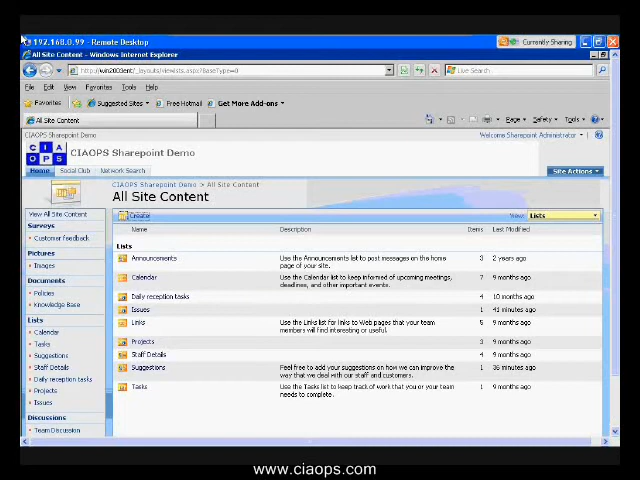 192.168.0.99 - Remote Desktop
Currently Sharing
All Site Content - Windows Internet Explorer
Live Search
File Edit View Favorites Tools Help
Favorites Suggested Sites Free Hotmail Get More Add-ons
All Site Content
Page Safety Tools
CIAOPS Sharepoint Demo
Welcome Sharepoint Administrator
CIA
OPS
CIAOPS Sharepoint Demo
Home Social Club Network Search
Site Actions
CIAOPS Sharepoint Demo > All Site Content
All Site Content
View All Site Content
Surveys
Customer feedback
Pictures
Images
Documents
Policies
Knowledge Base
Lists
Calendar
Tasks
Suggestions
Staff Details
Daily reception tasks
Projects
Issues
Discussions
Team Discussion
Create
View: Lists
Name Description Items Last Modified
Lists
Announcements Use the Announcements list to post messages on the home page of your site. 3 2 years ago
Calendar Use the Calendar list to keep informed of upcoming meetings, deadlines, and other important events. 7 9 months ago
Daily reception tasks 4 10 months ago
Issues 1 41 minutes ago
Links Use the Links list for links to Web pages that your team members will find interesting or useful. 9 months ago
Projects 3 9 months ago
Staff Details 4 9 months ago
Suggestions Feel free to add your suggestions on how we can improve the way that we deal with our staff and customers. 1 36 minutes ago
Tasks Use the Tasks list to keep track of work that you or your team needs to complete. 1 9 months ago
www.ciaops.com